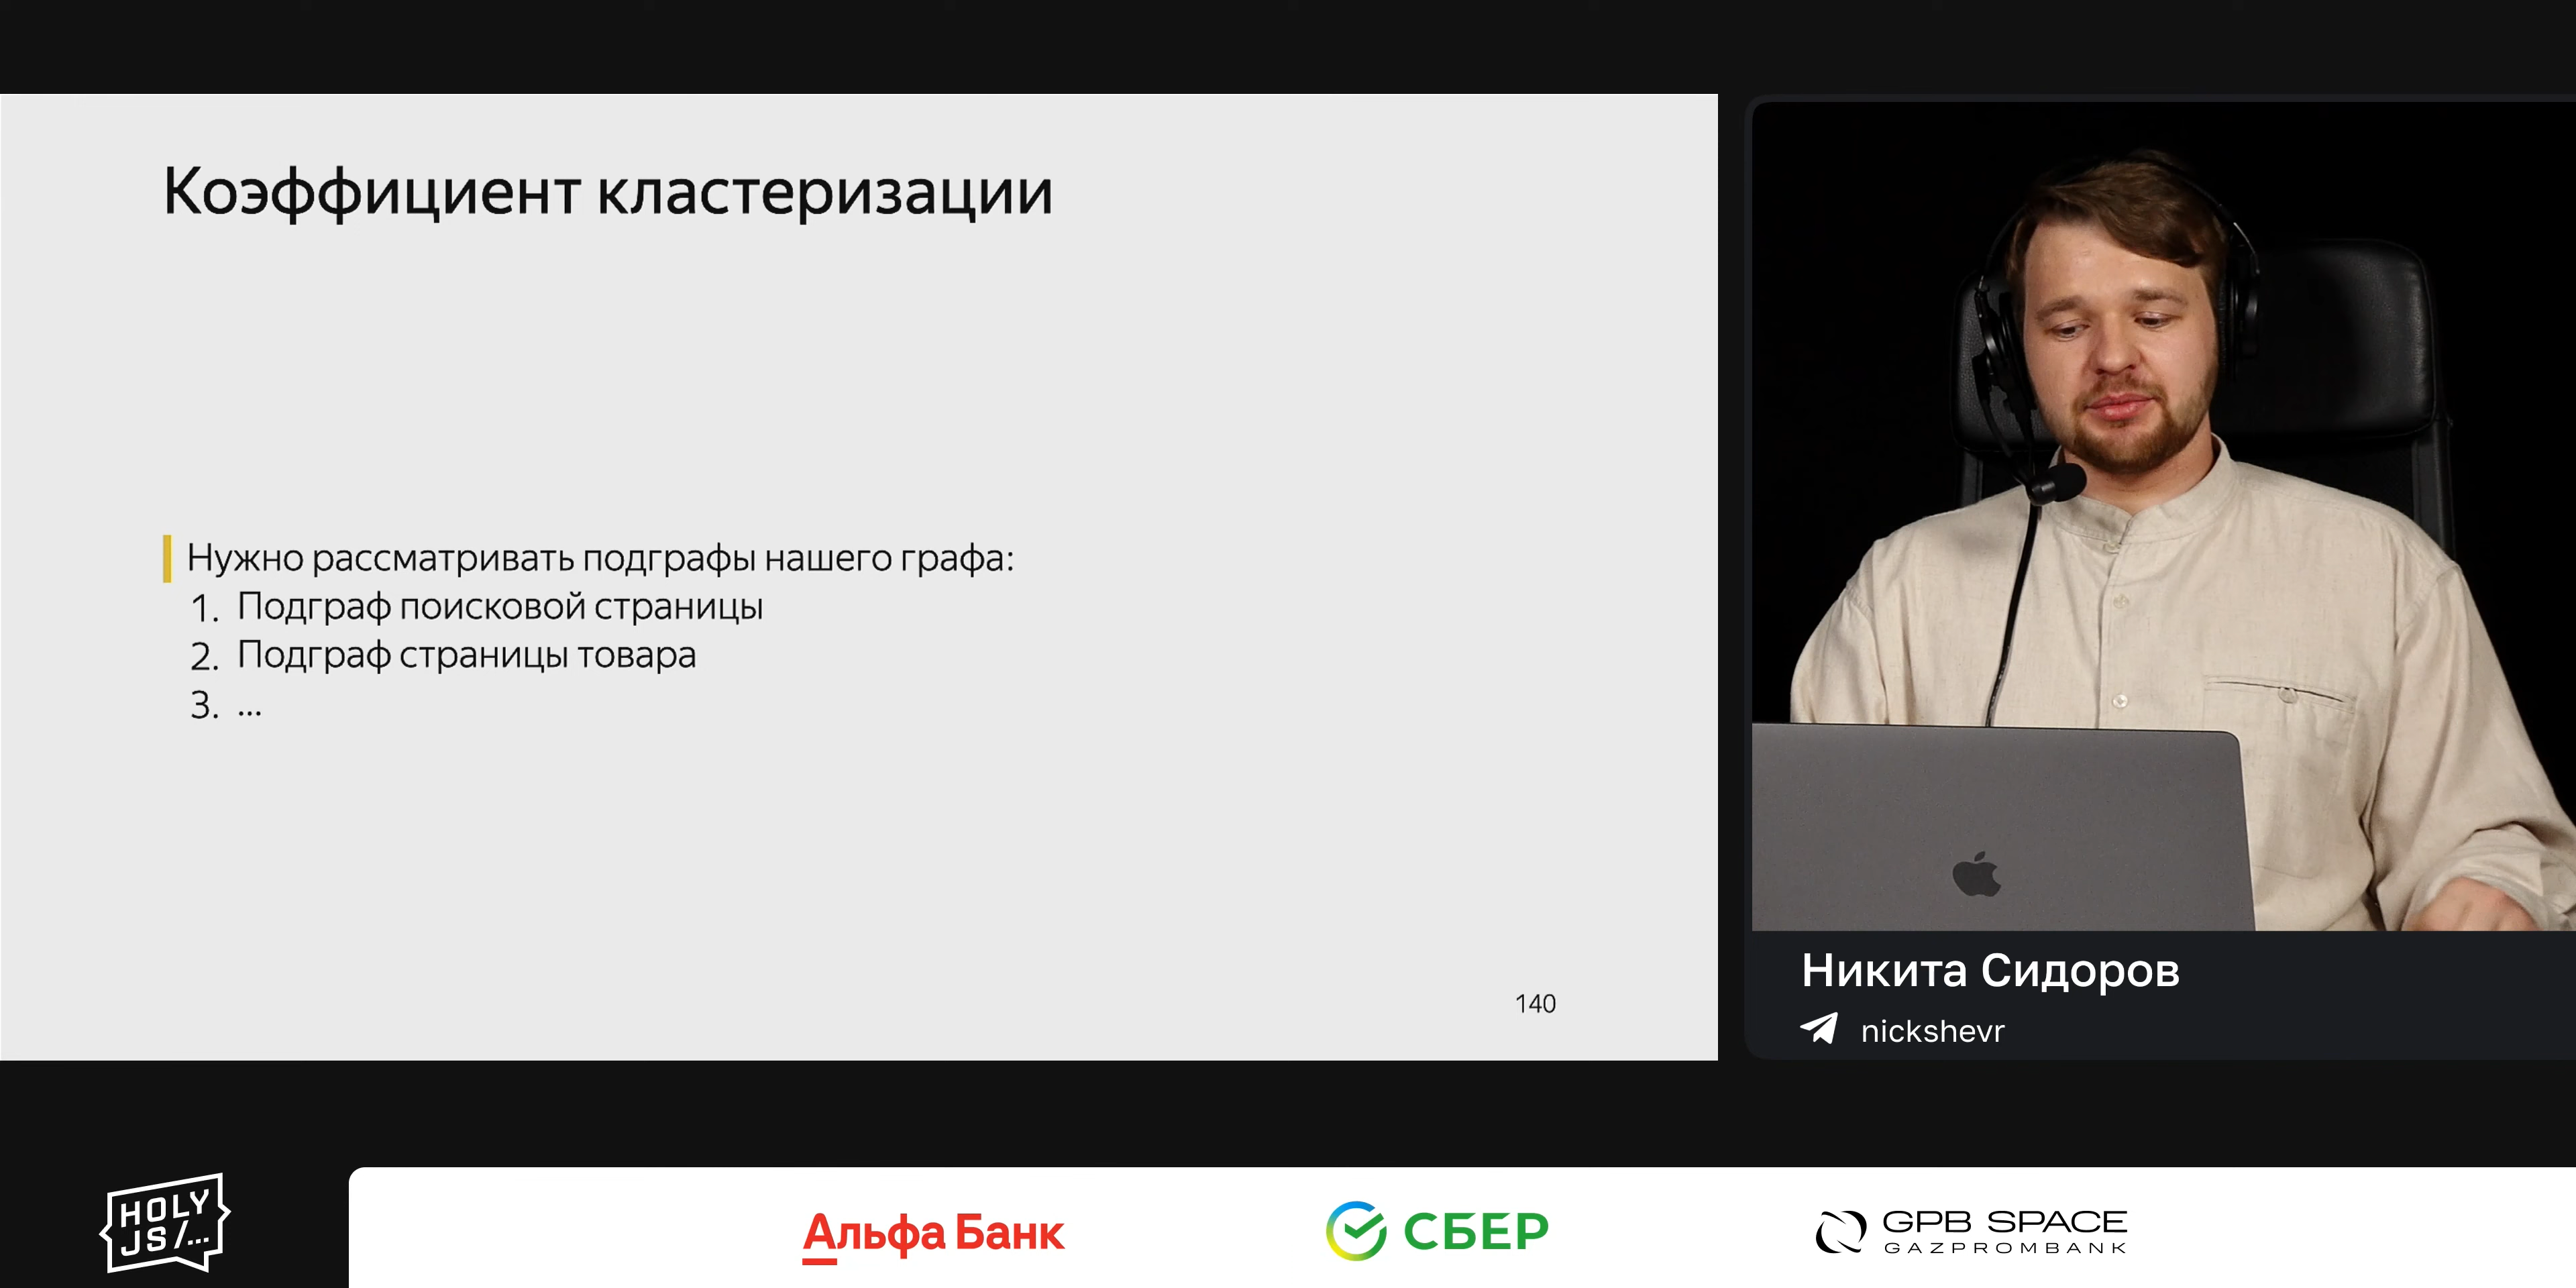 Коэффициент кластеризации
Нужно рассматривать подграфы нашего графа:
1. Подграф поисковой страницы
2. Подграф страницы товара
3. ...
140
Никита Сидоров
nickshevr
HOLY
JS/...
Альфа Банк
СБЕР
GPB SPACE
GAZPROMBANK